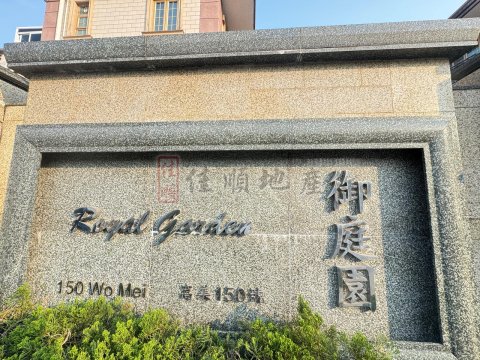 佳順地產
御庭園
Royal Garden
150 Wo Mei
窩美150號